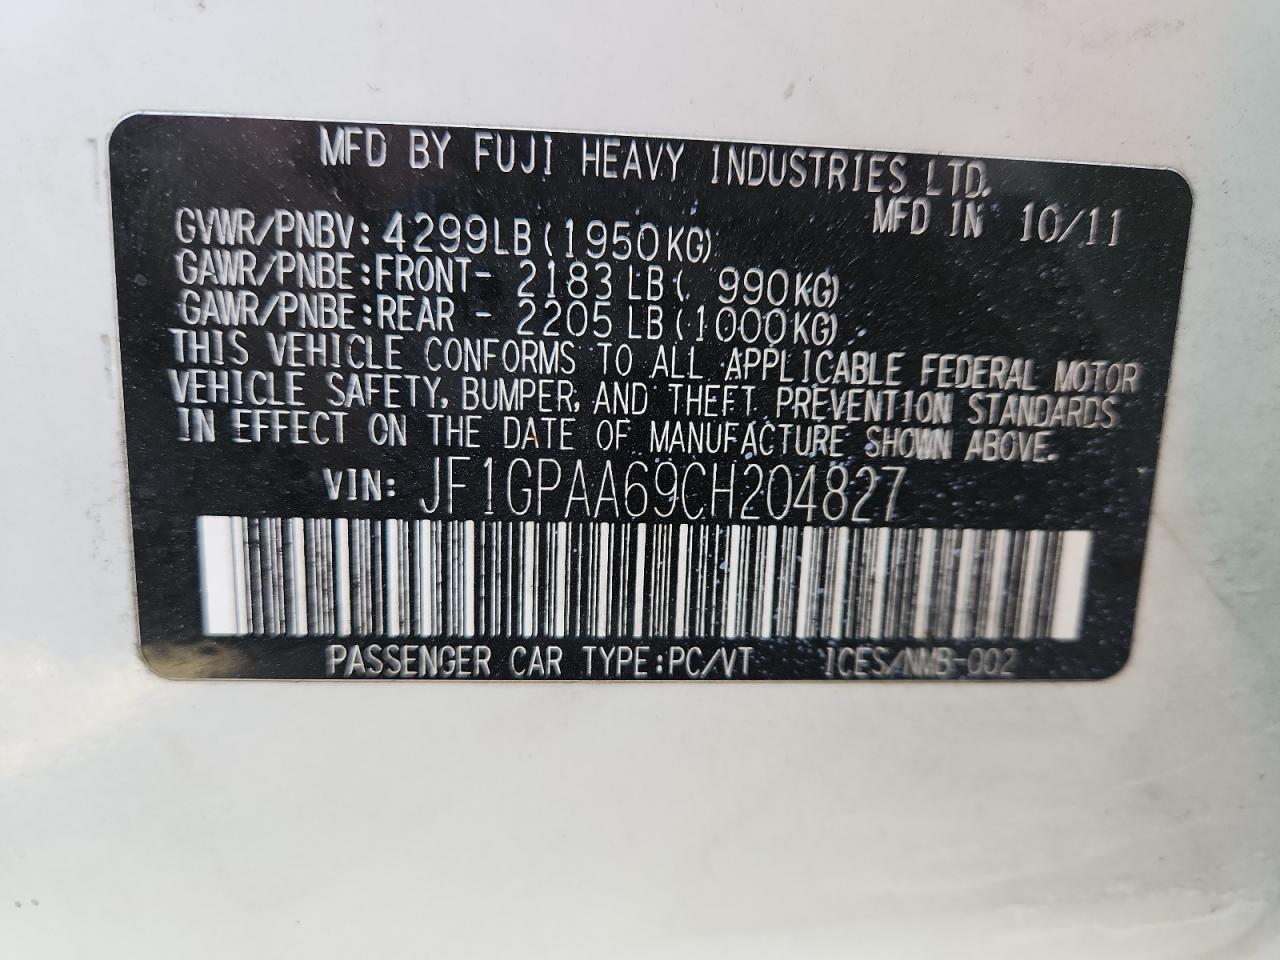 MFD BY FUJI HEAVY INDUSTRIES LTD.
MFD IN 10/11
GVWR/PNBV: 4299LB (1950KG)
GAWR/PNBE:FRONT- 2183 LB ( 990KG)
GAWR/PNBE:REAR - 2205 LB (1000KG)
THIS VEHICLE CONFORMS TO ALL APPLICABLE FEDERAL MOTOR
VEHICLE SAFETY, BUMPER, AND THEFT PREVENTION STANDARDS
IN EFFECT ON THE DATE OF MANUFACTURE SHOWN ABOVE.
VIN: JF1GPAA69CH204827
PASSENGER CAR TYPE:PC/VT ICES/NMB-002